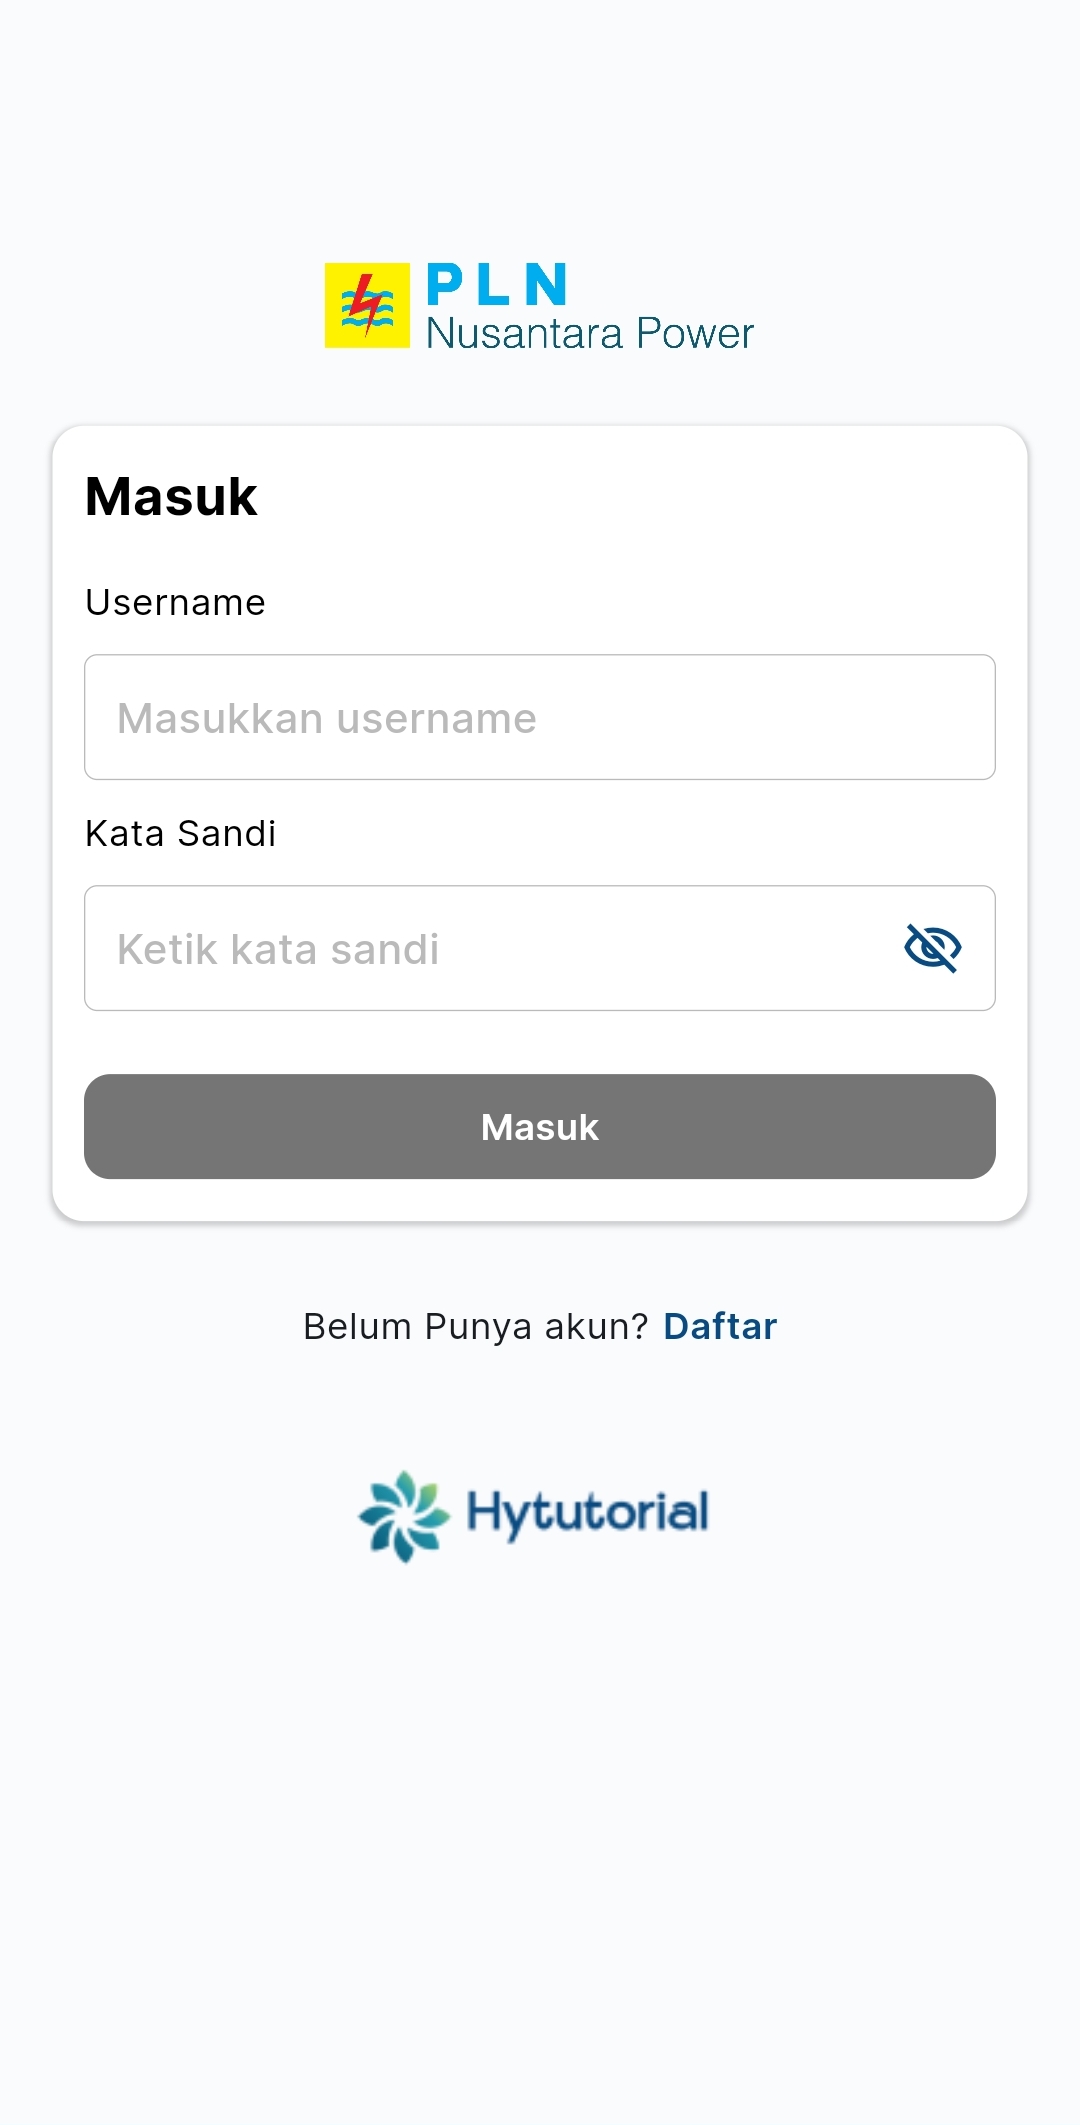 PLN
Nusantara Power
Masuk
Username
Masukkan username
Kata Sandi
Ketik kata sandi
Masuk
Belum Punya akun? Daftar
Hytutorial